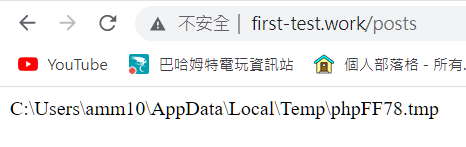 不安全 | first-test.work/posts
YouTube 巴哈姆特電玩資訊站 個人部落格 - 所有.
C:\Users\amm10\AppData\Local\Temp\phpFF78.tmp